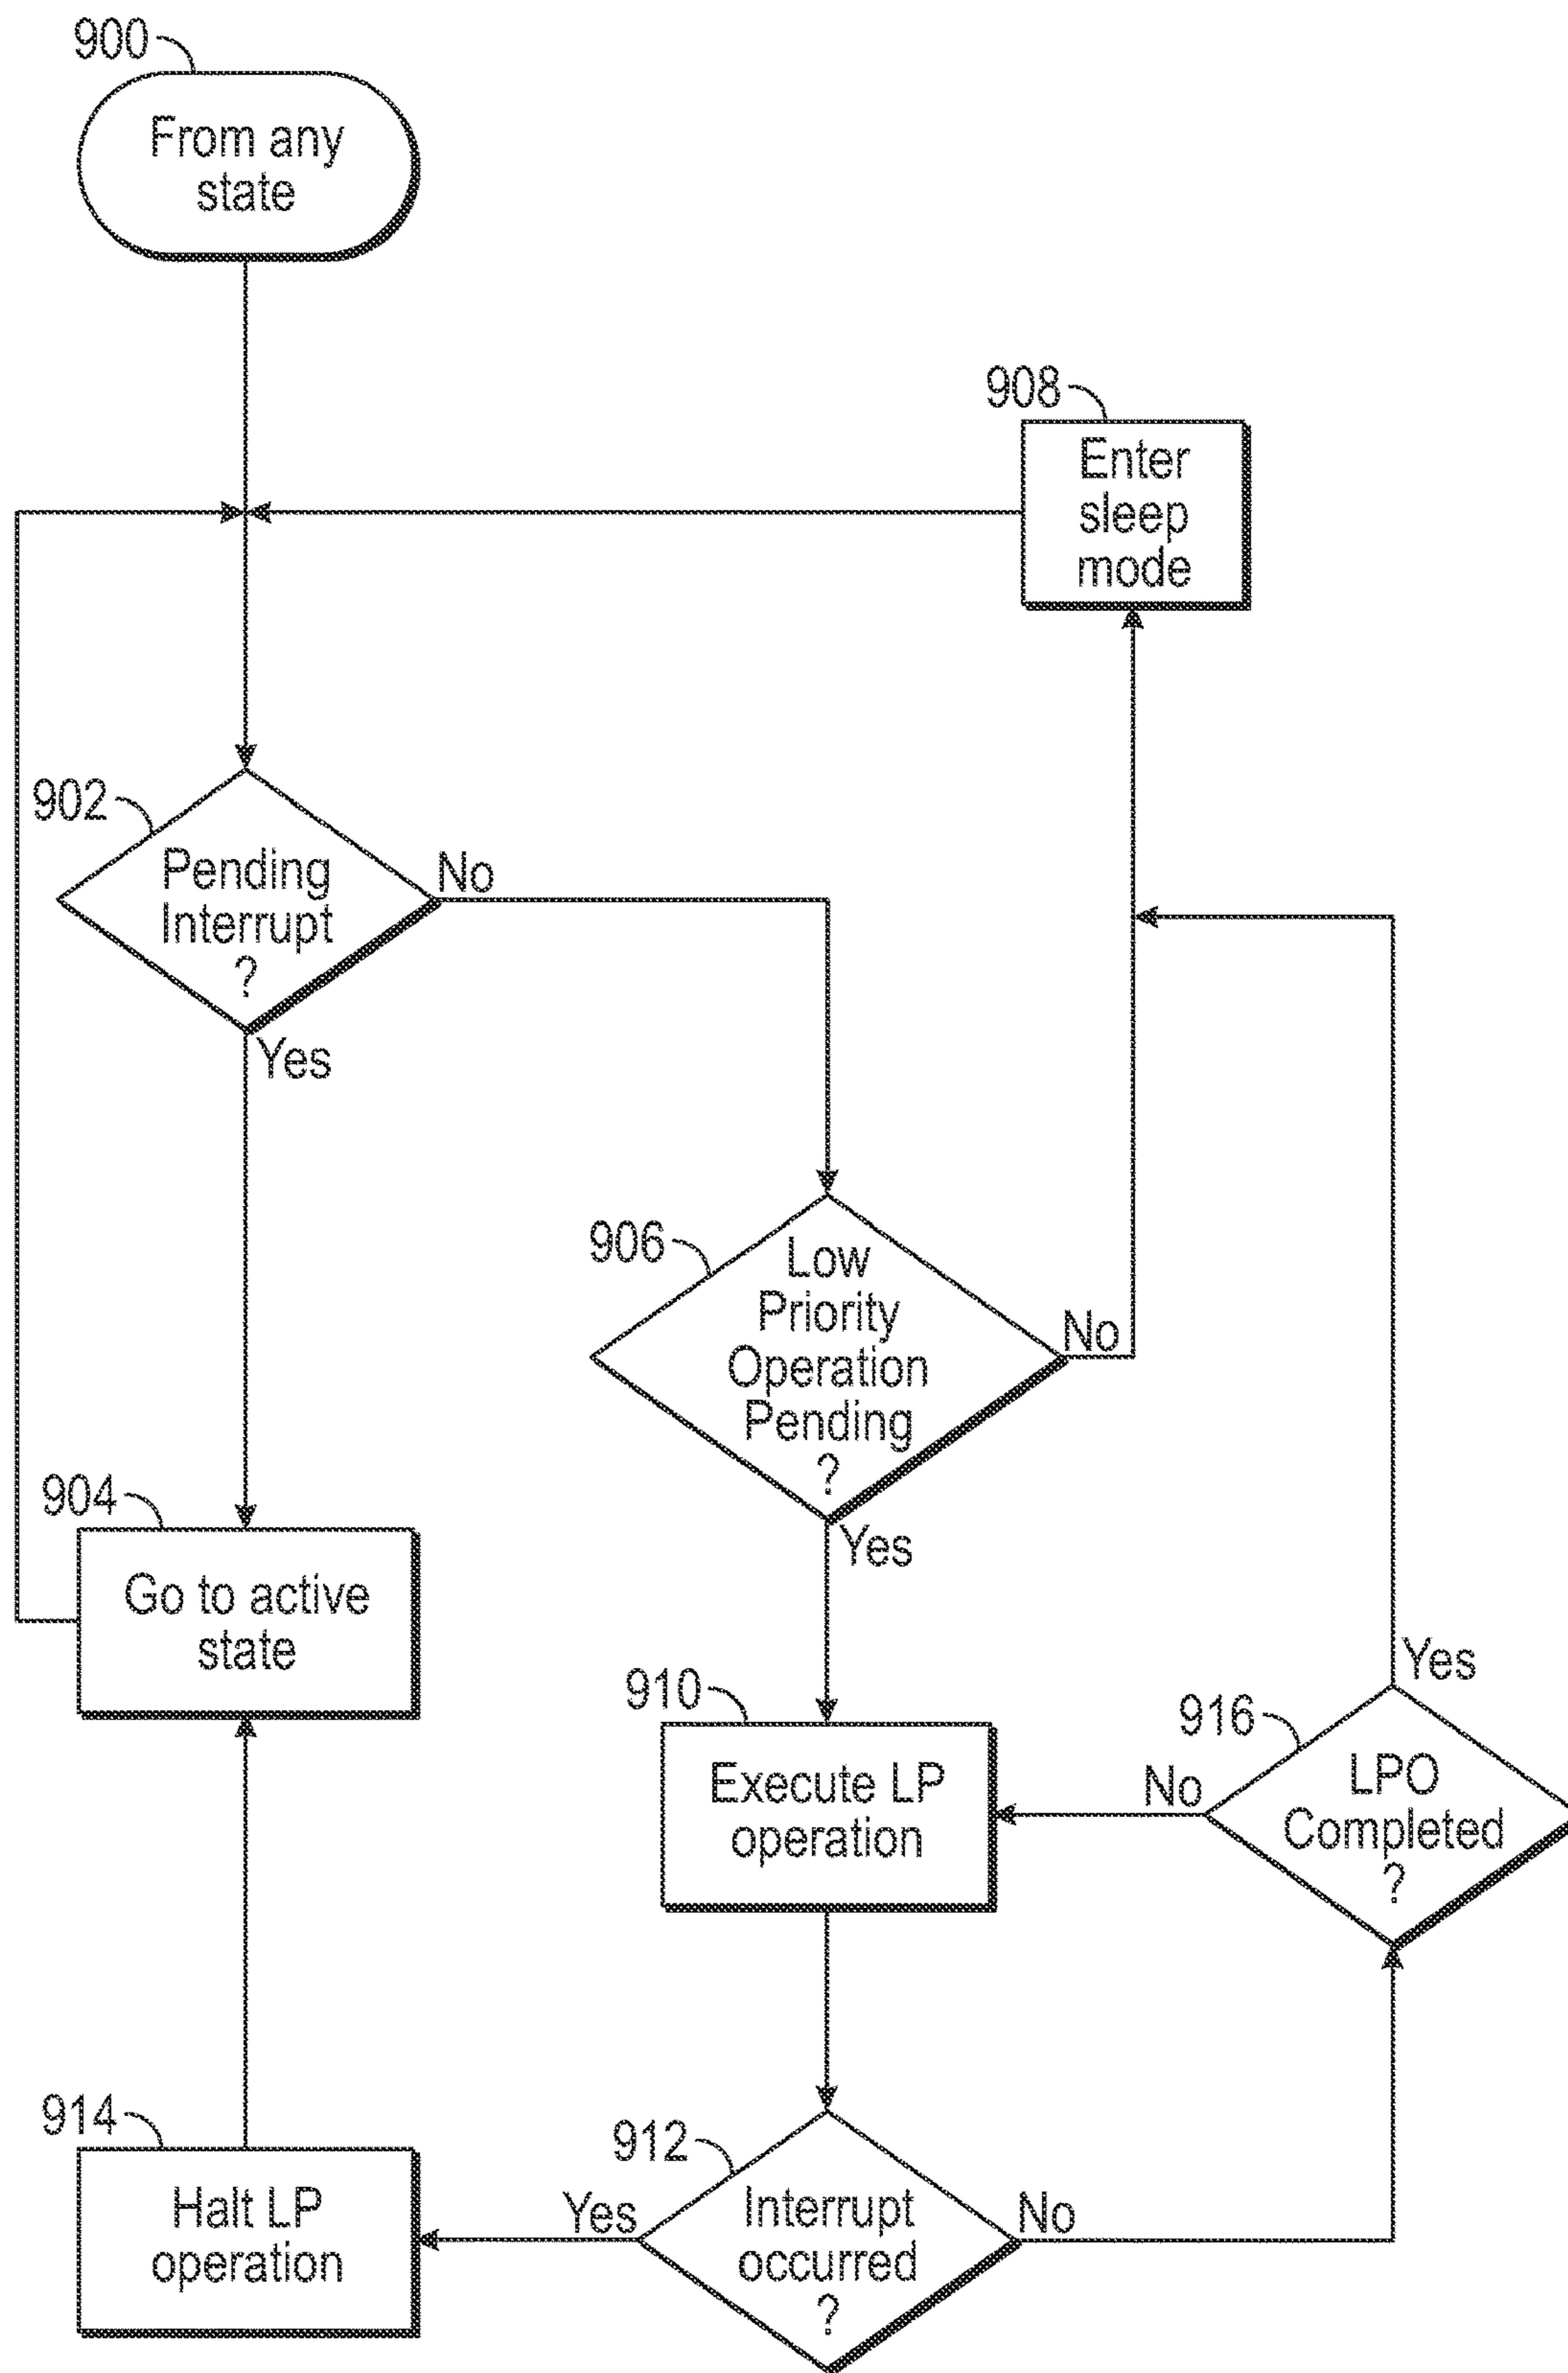 900
From any
state
908
Enter
sleep
mode
902
Pending
Interrupt
?
No
Yes
906
Low
Priority
Operation
Pending
?
No
Yes
904
Go to active
state
910
Execute LP
operation
916
LPO
Completed
?
Yes
No
914
Halt LP
operation
912
Interrupt
occurred
?
Yes
No